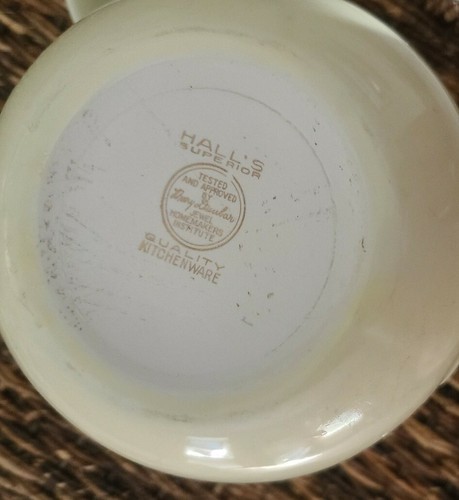 HALL'S
SUPERIOR
TESTED
AND APPROVED
BY
Mary Dunbar
JEWEL
HOMEMAKERS
INSTITUTE
QUALITY
KITCHENWARE